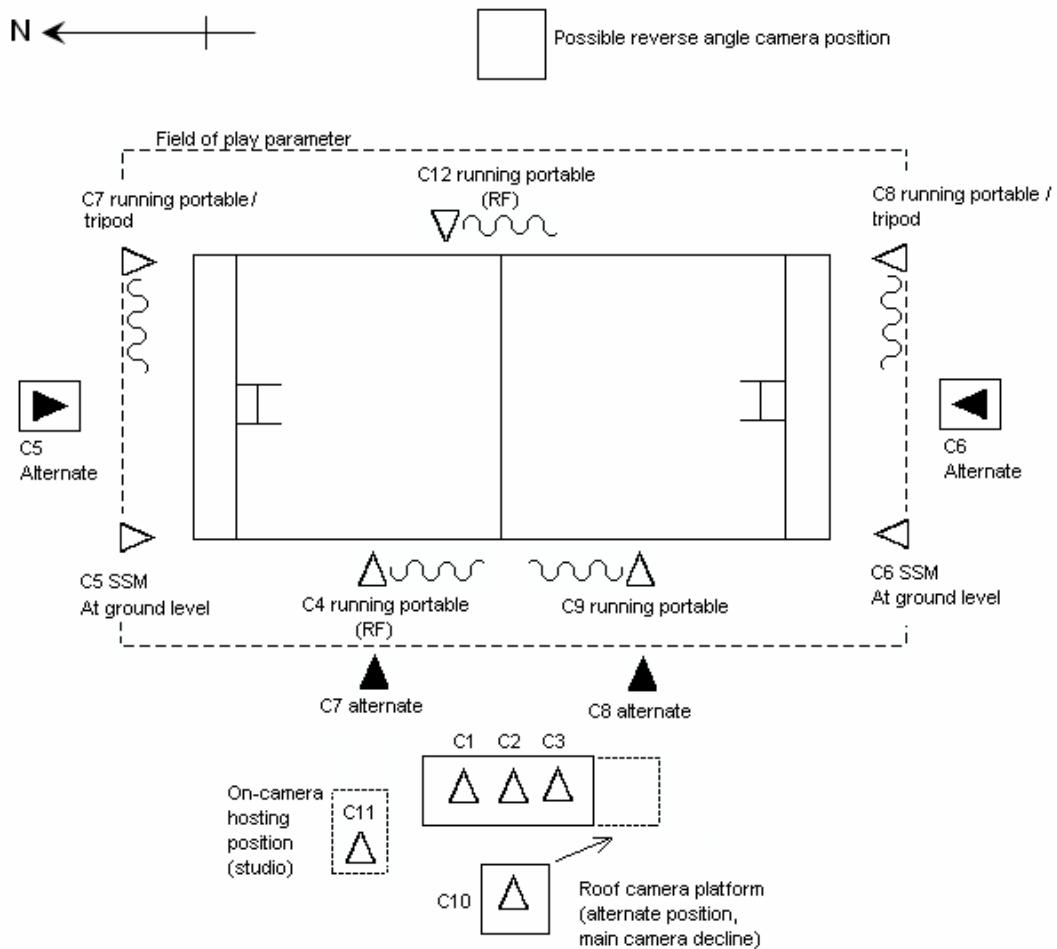 N
Possible reverse angle camera position
Field of play parameter
C7 running portable/
tripod
C12 running portable
(RF)
C8 running portable /
tripod
C5
Alternate
C6
Alternate
C5 SSM
At ground level
C4 running portable
(RF)
C9 running portable
C6 SSM
At ground level
C7 alternate
C8 alternate
C1
C2
C3
On-camera
hosting
position
(studio)
C11
C10
Roof camera platform
(alternate position,
main camera decline)